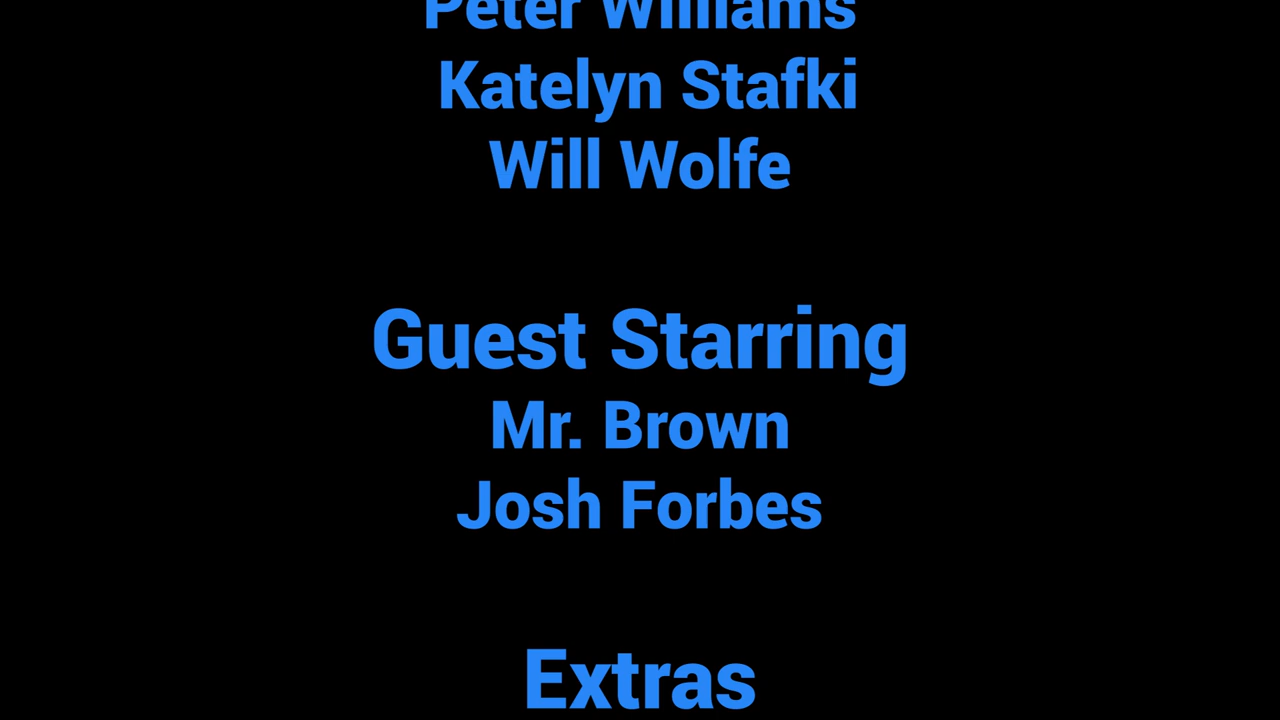 Peter Williams
Katelyn Stafki
Will Wolfe
Guest Starring
Mr. Brown
Josh Forbes
Extras